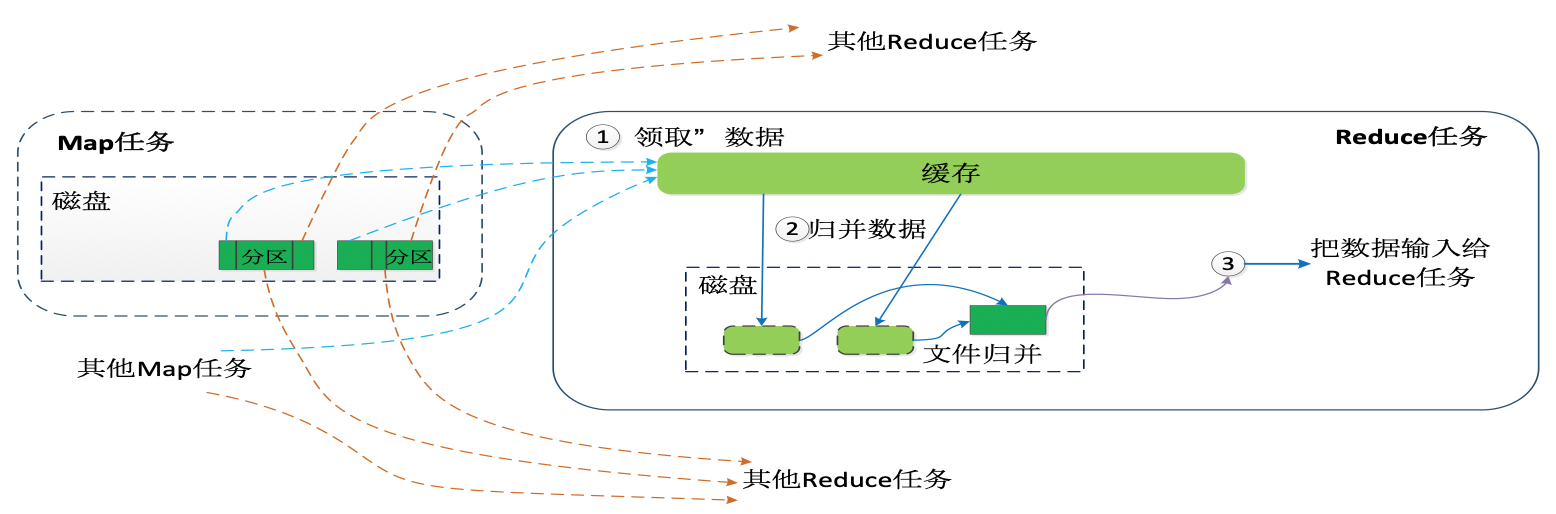 其他Reduce任务
Map任务
① 领取” 数据
Reduce任务
缓存
磁盘
分区
分区
②归并数据
③
把数据输入给
Reduce任务
磁盘
文件归并
其他Map任务
其他Reduce任务